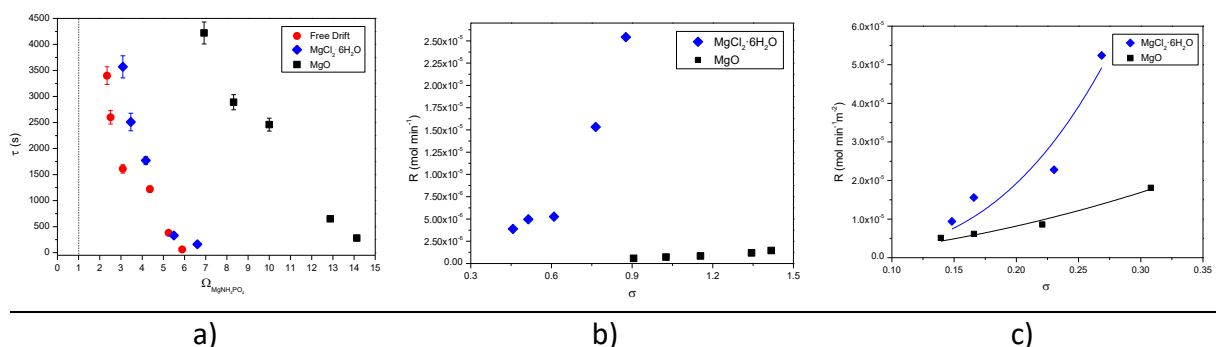 4500
4000
3500
3000
2500
2000
1500
1000
500
0
τ (s)
0 1 2 3 4 5 6 7 8 9 10 11 12 13 14 15
Ω MgNH₄PO₄
Free Drift
MgCl₂·6H₂O
MgO
a)
2.50x10⁻⁵
2.25x10⁻⁵
2.00x10⁻⁵
1.75x10⁻⁵
1.50x10⁻⁵
1.25x10⁻⁵
1.00x10⁻⁵
7.50x10⁻⁶
5.00x10⁻⁶
2.50x10⁻⁶
0.00
R (mol min⁻¹)
0.3 0.6 0.9 1.2 1.5
σ
MgCl₂·6H₂O
MgO
b)
6.0x10⁻⁵
5.0x10⁻⁵
4.0x10⁻⁵
3.0x10⁻⁵
2.0x10⁻⁵
1.0x10⁻⁵
0.0
R (mol min⁻¹m⁻²)
0.10 0.15 0.20 0.25 0.30 0.35
σ
MgCl₂·6H₂O
MgO
c)